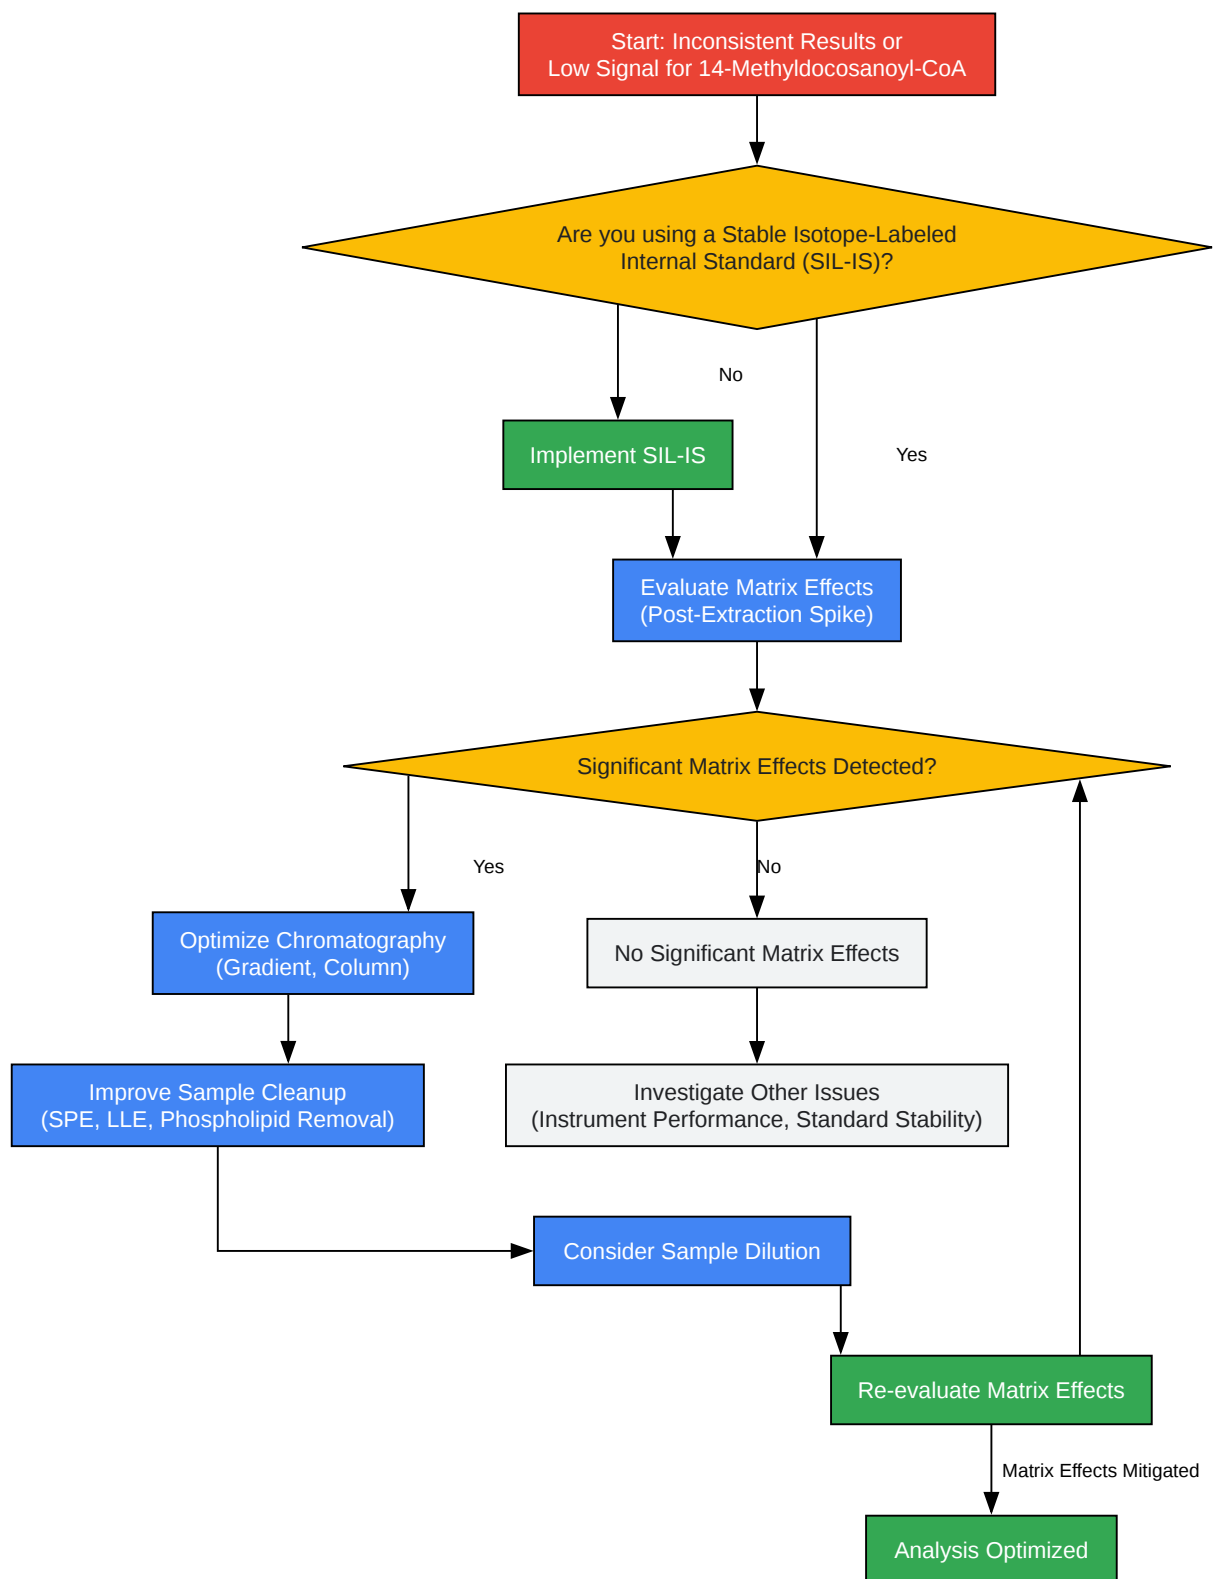 Start: Inconsistent Results or
Low Signal for 14-Methyldocosanoyl-CoA
Are you using a Stable Isotope-Labeled
Internal Standard (SIL-IS)?
No
Implement SIL-IS
Yes
Evaluate Matrix Effects
(Post-Extraction Spike)
Significant Matrix Effects Detected?
Yes
No
Optimize Chromatography
(Gradient, Column)
No Significant Matrix Effects
Improve Sample Cleanup
(SPE, LLE, Phospholipid Removal)
Investigate Other Issues
(Instrument Performance, Standard Stability)
Consider Sample Dilution
Re-evaluate Matrix Effects
Matrix Effects Mitigated
Analysis Optimized